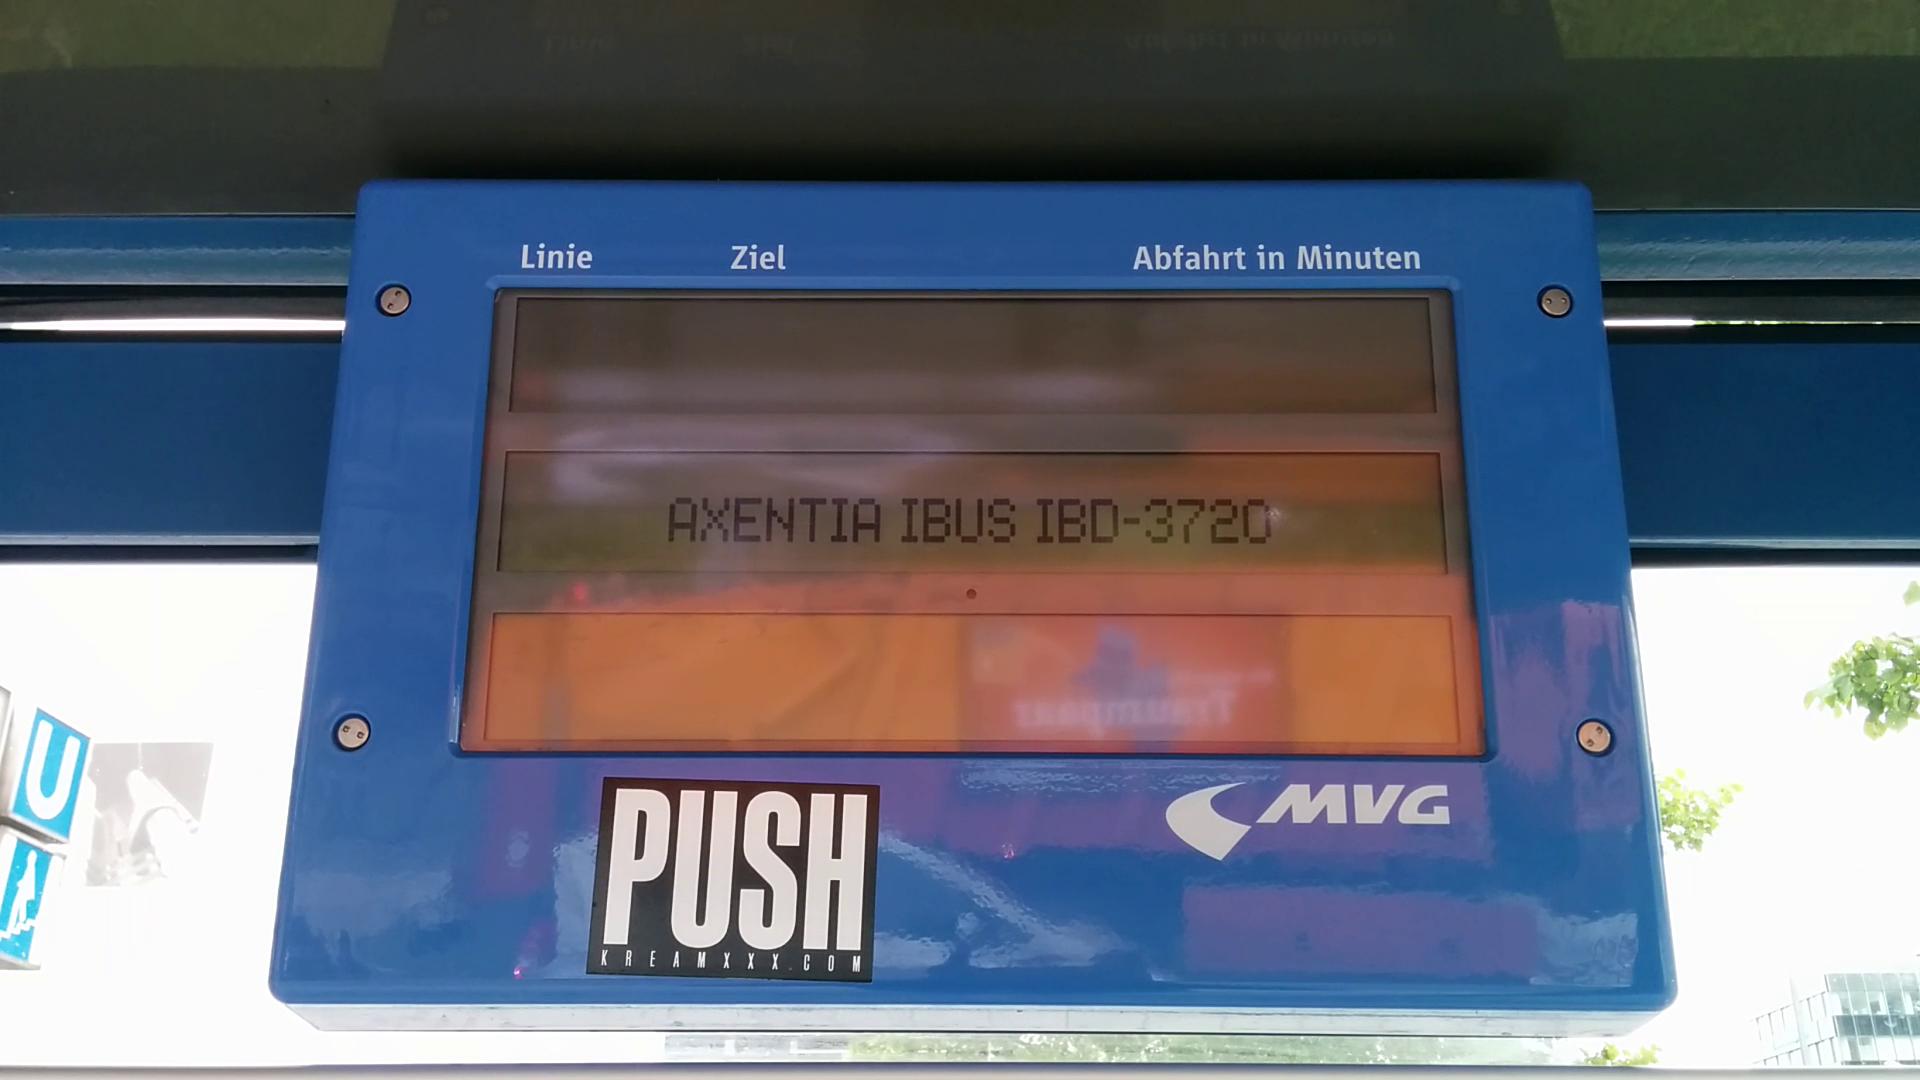 Linie Ziel Abfahrt in Minuten
AXENTIA IBUS IBD-3720
MVG
PUSH
KREAMXXX.COM
U